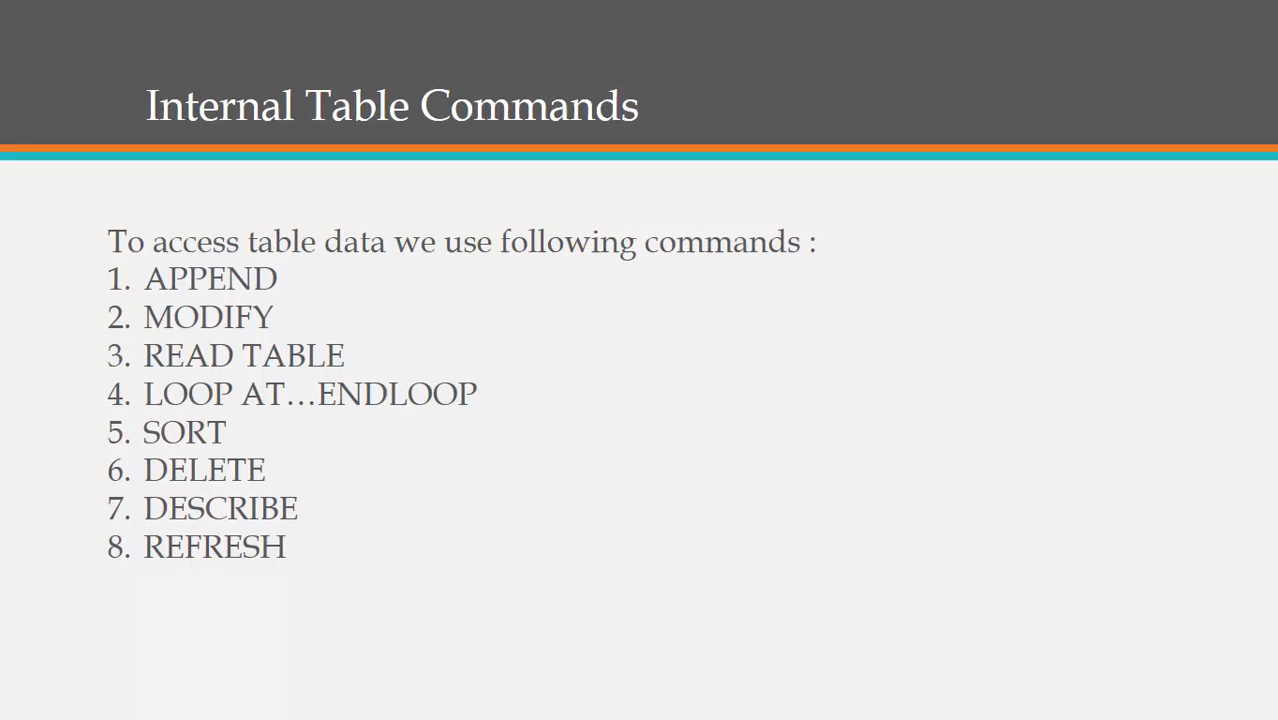 Internal Table Commands
To access table data we use following commands :
1. APPEND
2. MODIFY
3. READ TABLE
4. LOOP AT…ENDLOOP
5. SORT
6. DELETE
7. DESCRIBE
8. REFRESH